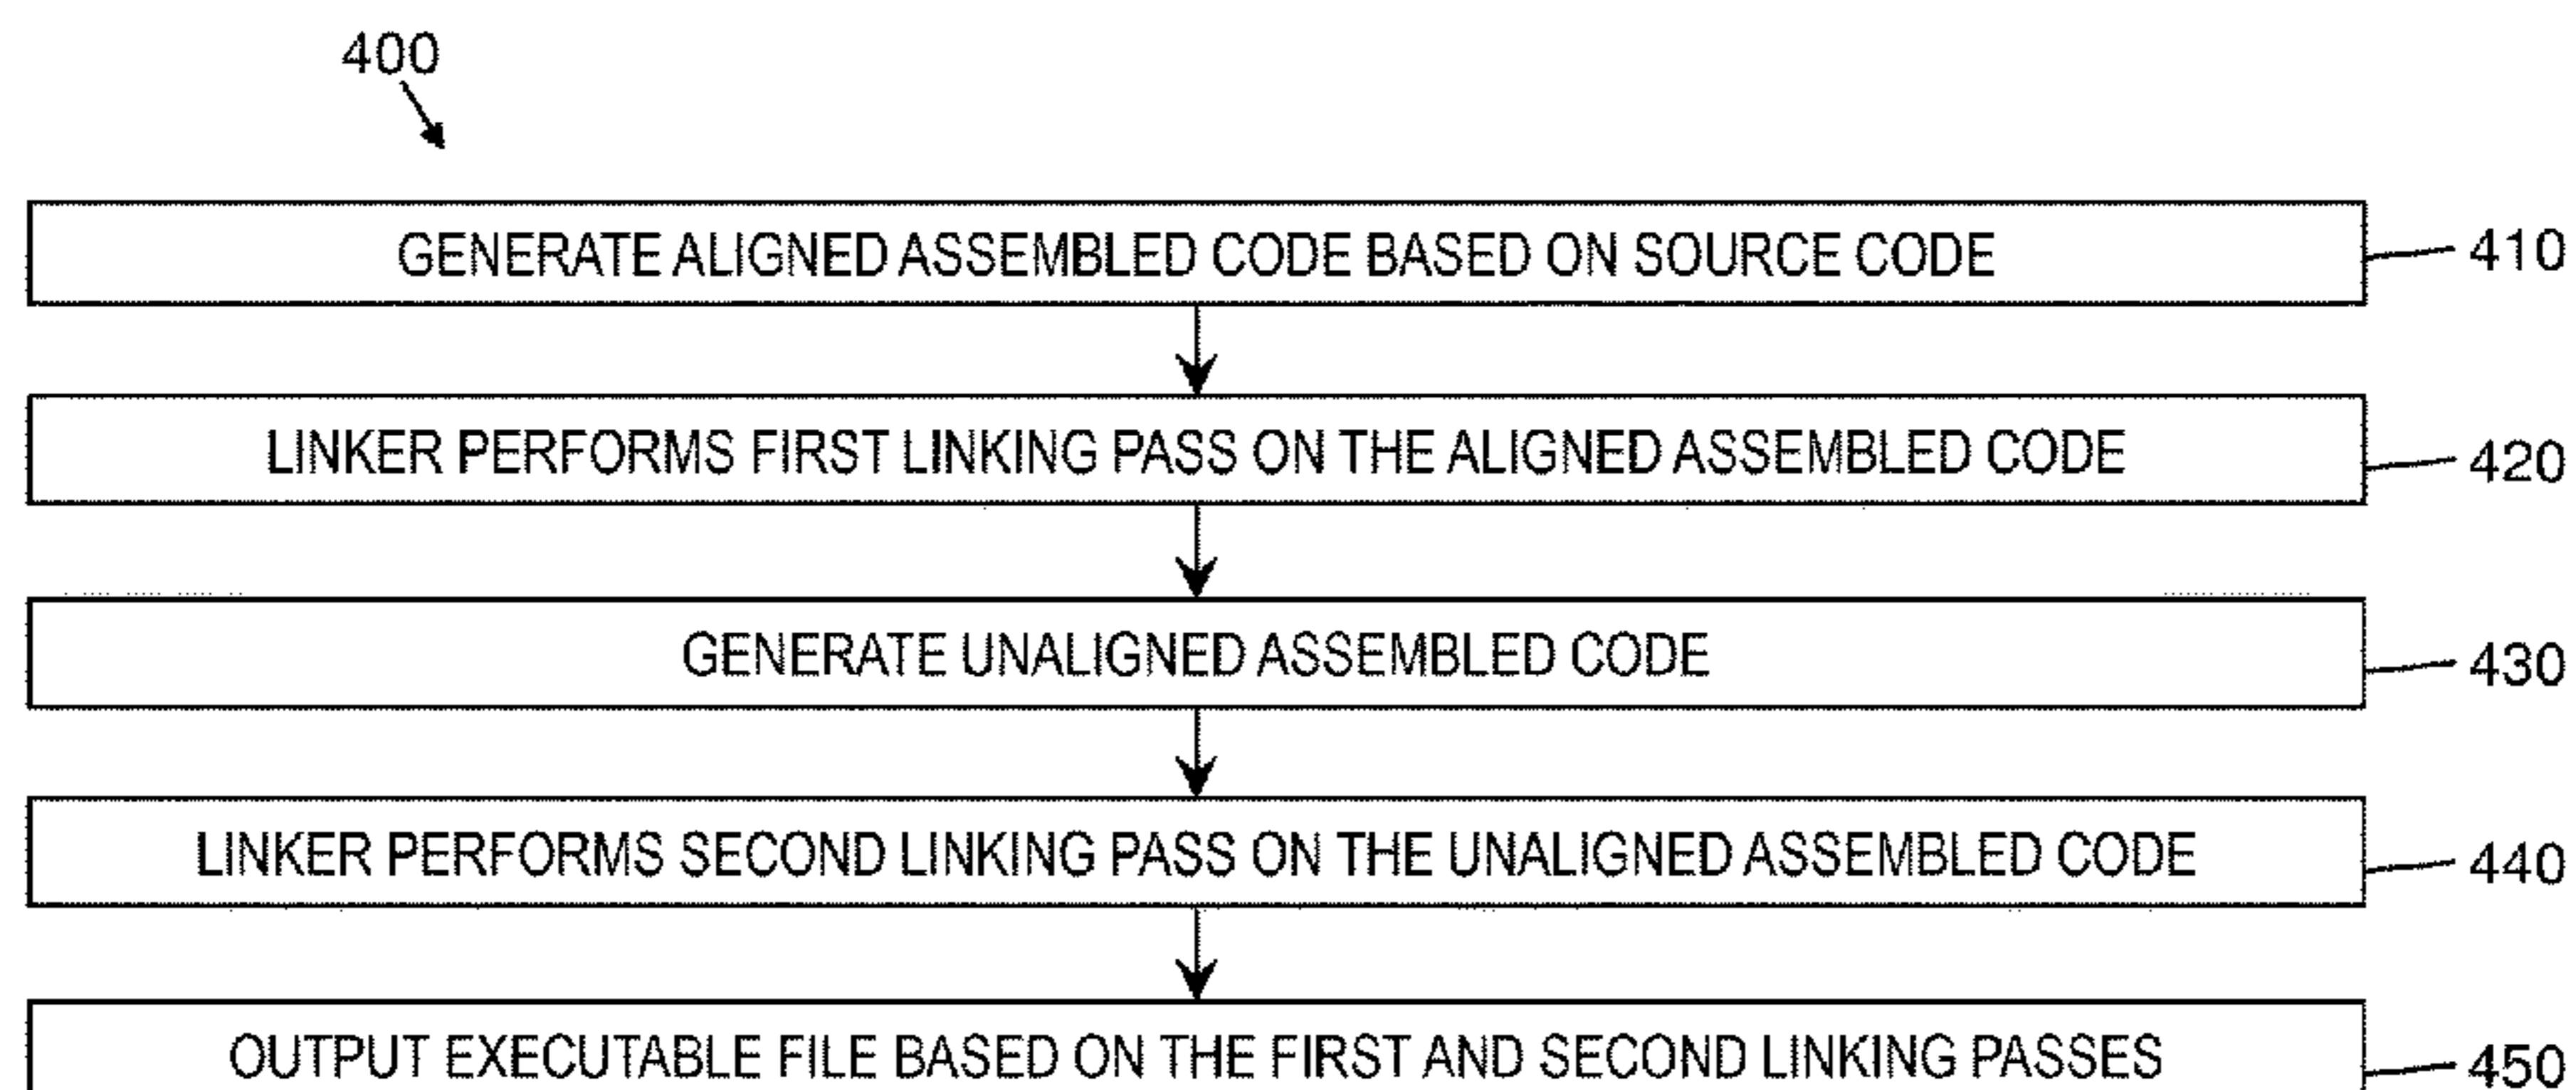 400
GENERATE ALIGNED ASSEMBLED CODE BASED ON SOURCE CODE
410
LINKER PERFORMS FIRST LINKING PASS ON THE ALIGNED ASSEMBLED CODE
420
GENERATE UNALIGNED ASSEMBLED CODE
430
LINKER PERFORMS SECOND LINKING PASS ON THE UNALIGNED ASSEMBLED CODE
440
OUTPUT EXECUTABLE FILE BASED ON THE FIRST AND SECOND LINKING PASSES
450